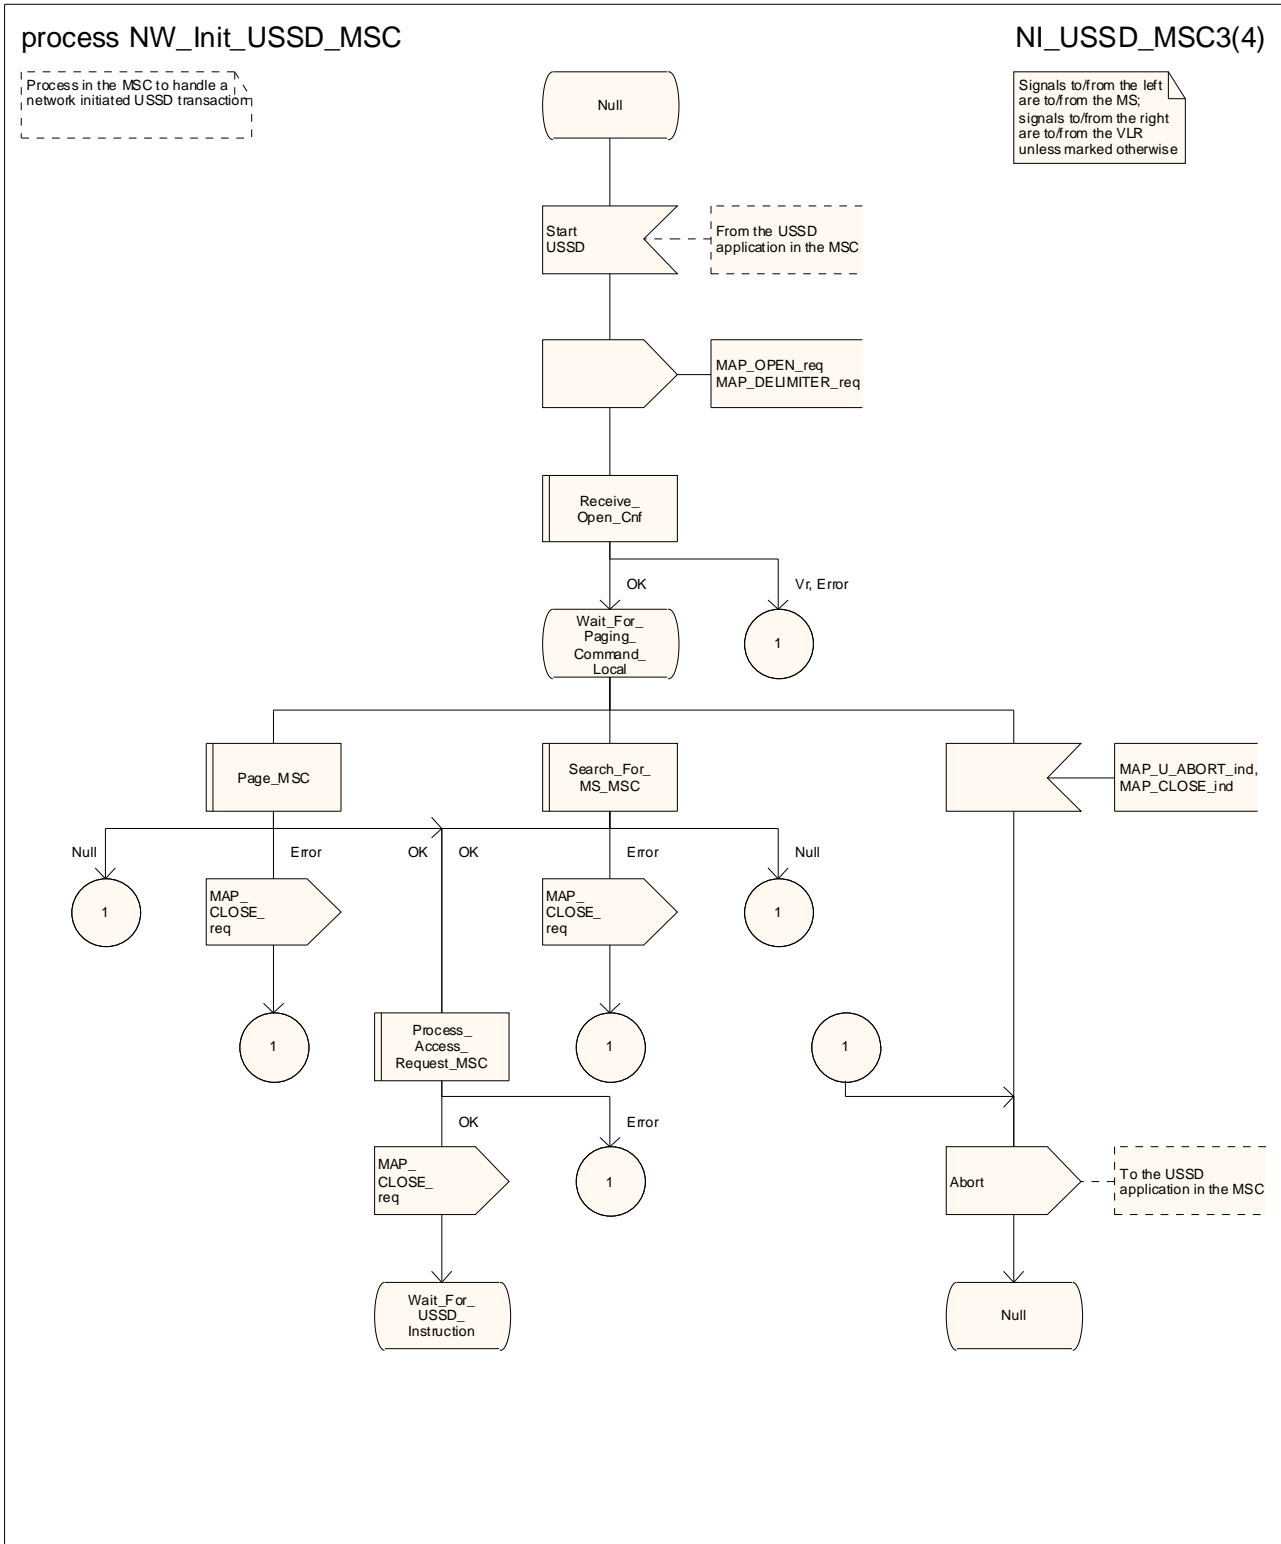 process NW_Init_USSD_MSC
NI_USSD_MSC3(4)
Process in the MSC to handle a
network initiated USSD transaction
Signals to/from the left
are to/from the MS;
signals to/from the right
are to/from the VLR
unless marked otherwise
Null
Start
USSD
From the USSD
application in the MSC
MAP_OPEN_req
MAP_DELIMITER_req
Receive_
Open_Cnf
OK
Vr, Error
Wait_For_
Paging_
Command_
Local
1
Page_MSC
Search_For_
MS_MSC
MAP_U_ABORT_ind,
MAP_CLOSE_ind
Null
Error
OK
OK
Error
Null
1
MAP_
CLOSE_
req
MAP_
CLOSE_
req
1
1
Process_
Access_
Request_MSC
1
1
OK
Error
MAP_
CLOSE_
req
1
Abort
To the USSD
application in the MSC
Wait_For_
USSD_
Instruction
Null